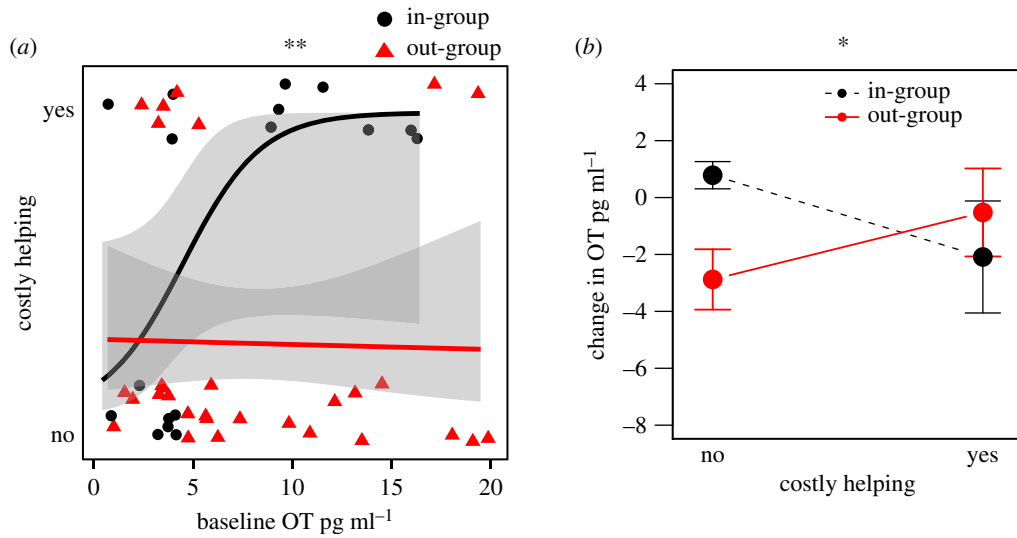 (a)
**
in-group
out-group
yes
no
costly helping
0
5
10
15
20
baseline OT pg ml⁻¹
(b)
*
in-group
out-group
4
2
0
−2
−4
−6
−8
change in OT pg ml⁻¹
no
yes
costly helping